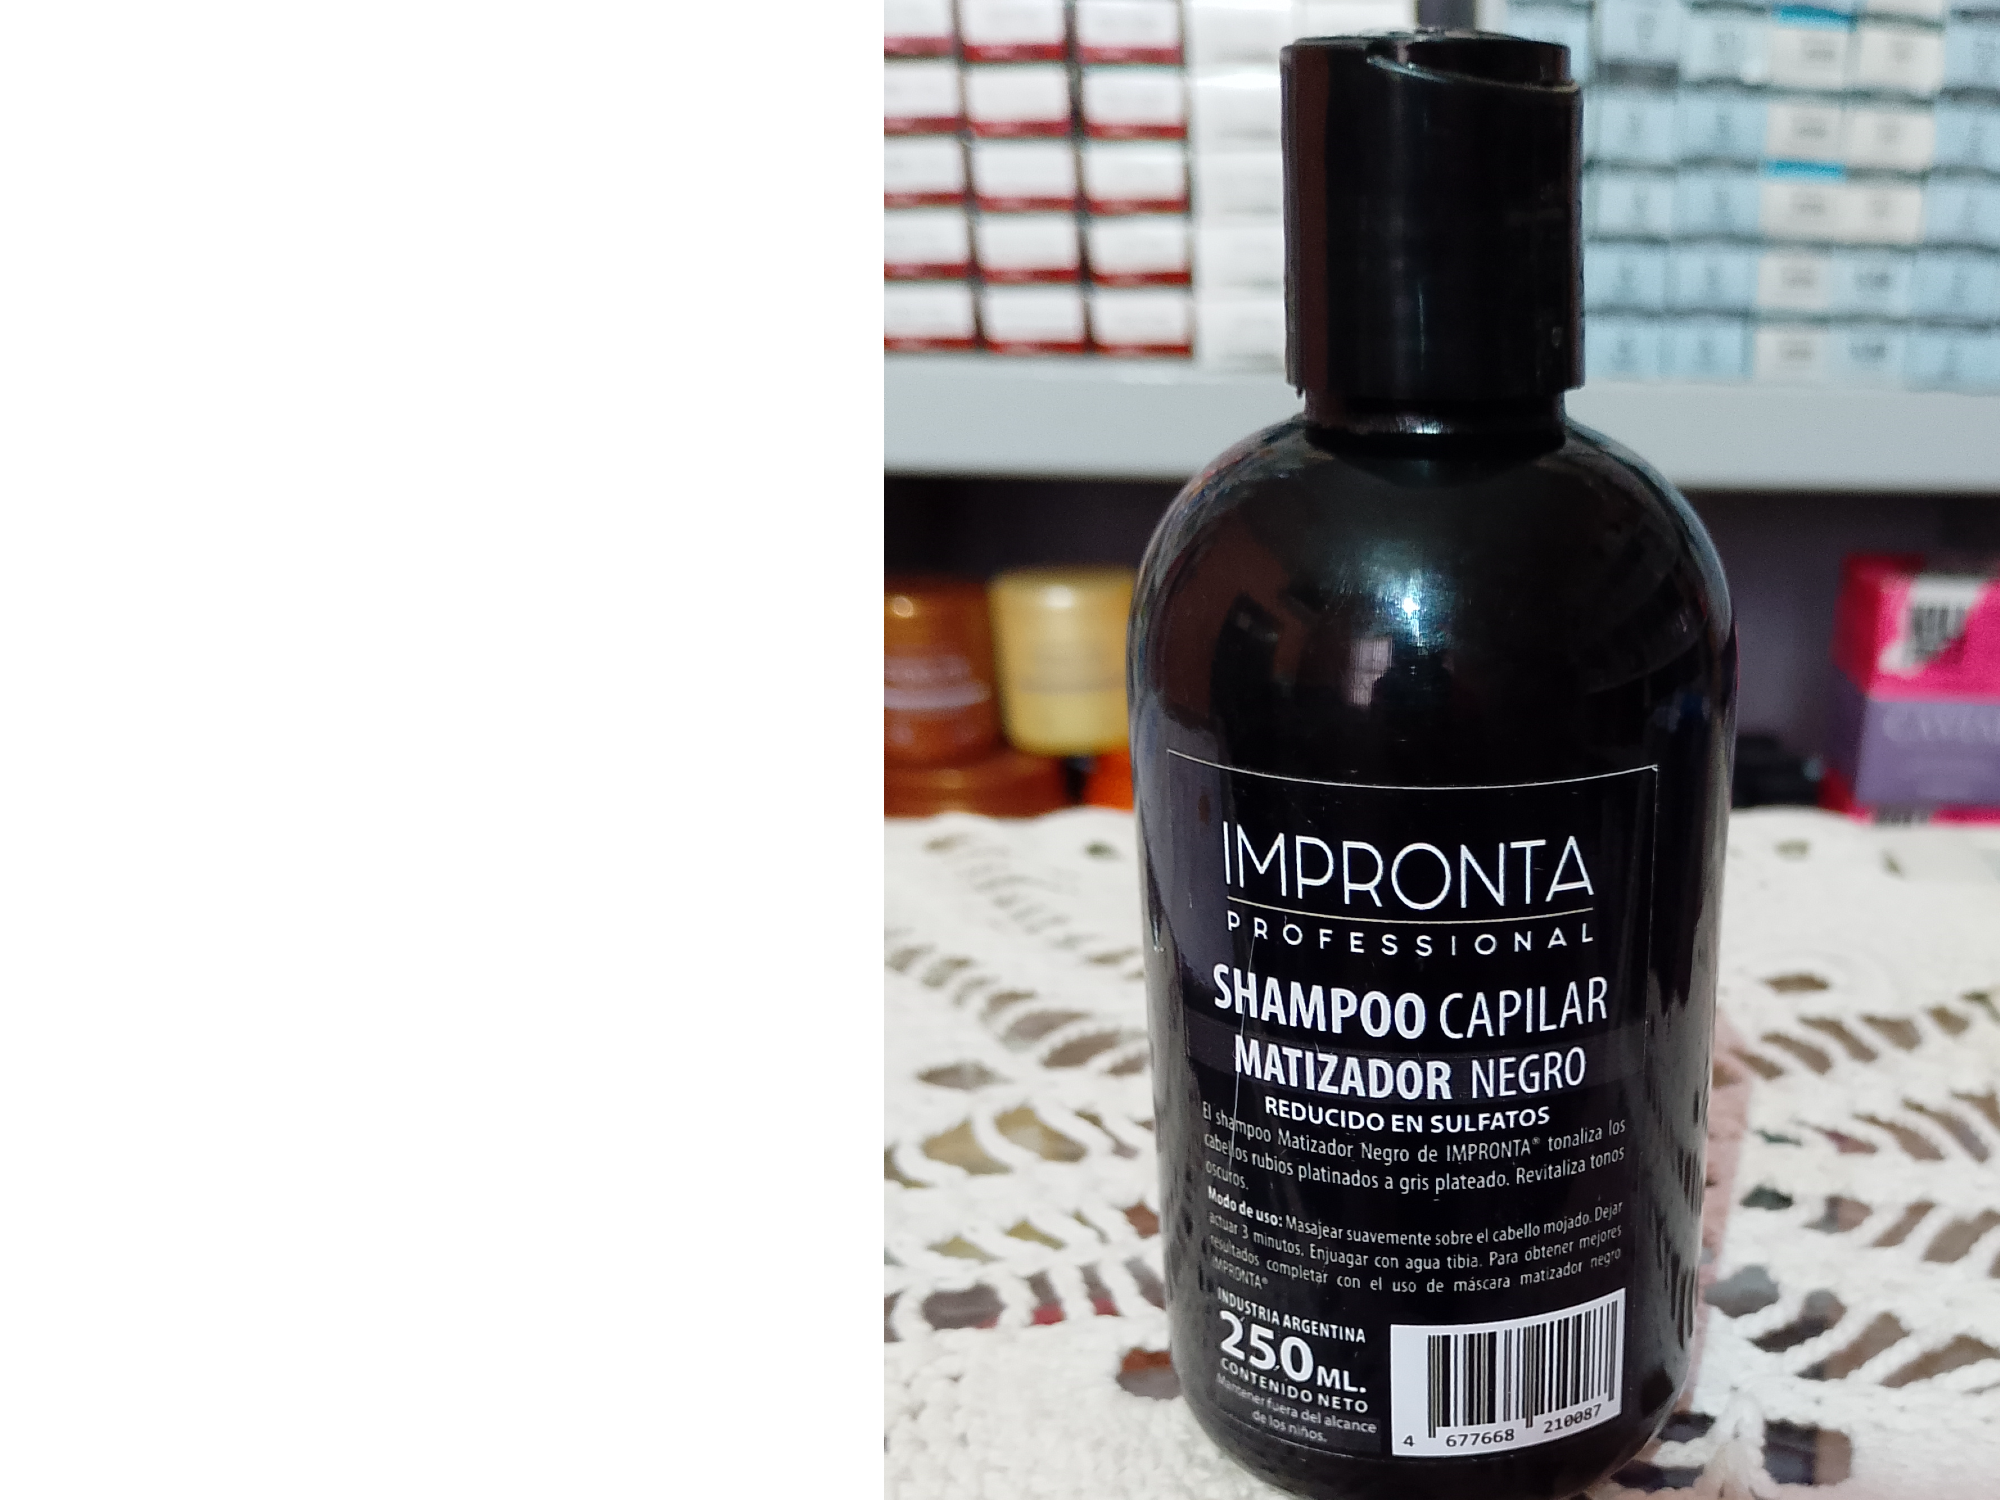 IMPRONTA
PROFESSIONAL
SHAMPOO CAPILAR
MATIZADOR NEGRO
REDUCIDO EN SULFATOS
El shampoo Matizador Negro de IMPRONTA® tonaliza los
cabellos rubios platinados a gris plateado. Revitaliza tonos
oscuros.
Modo de uso: Masajear suavemente sobre el cabello mojado. Dejar
actuar 3 minutos. Enjuagar con agua tibia. Para obtener mejores
resultados completar con el uso de máscara matizador negro
IMPRONTA®
INDUSTRIA ARGENTINA
250 ML.
CONTENIDO NETO
Mantener fuera del alcance
de los niños.
4 677668 210087